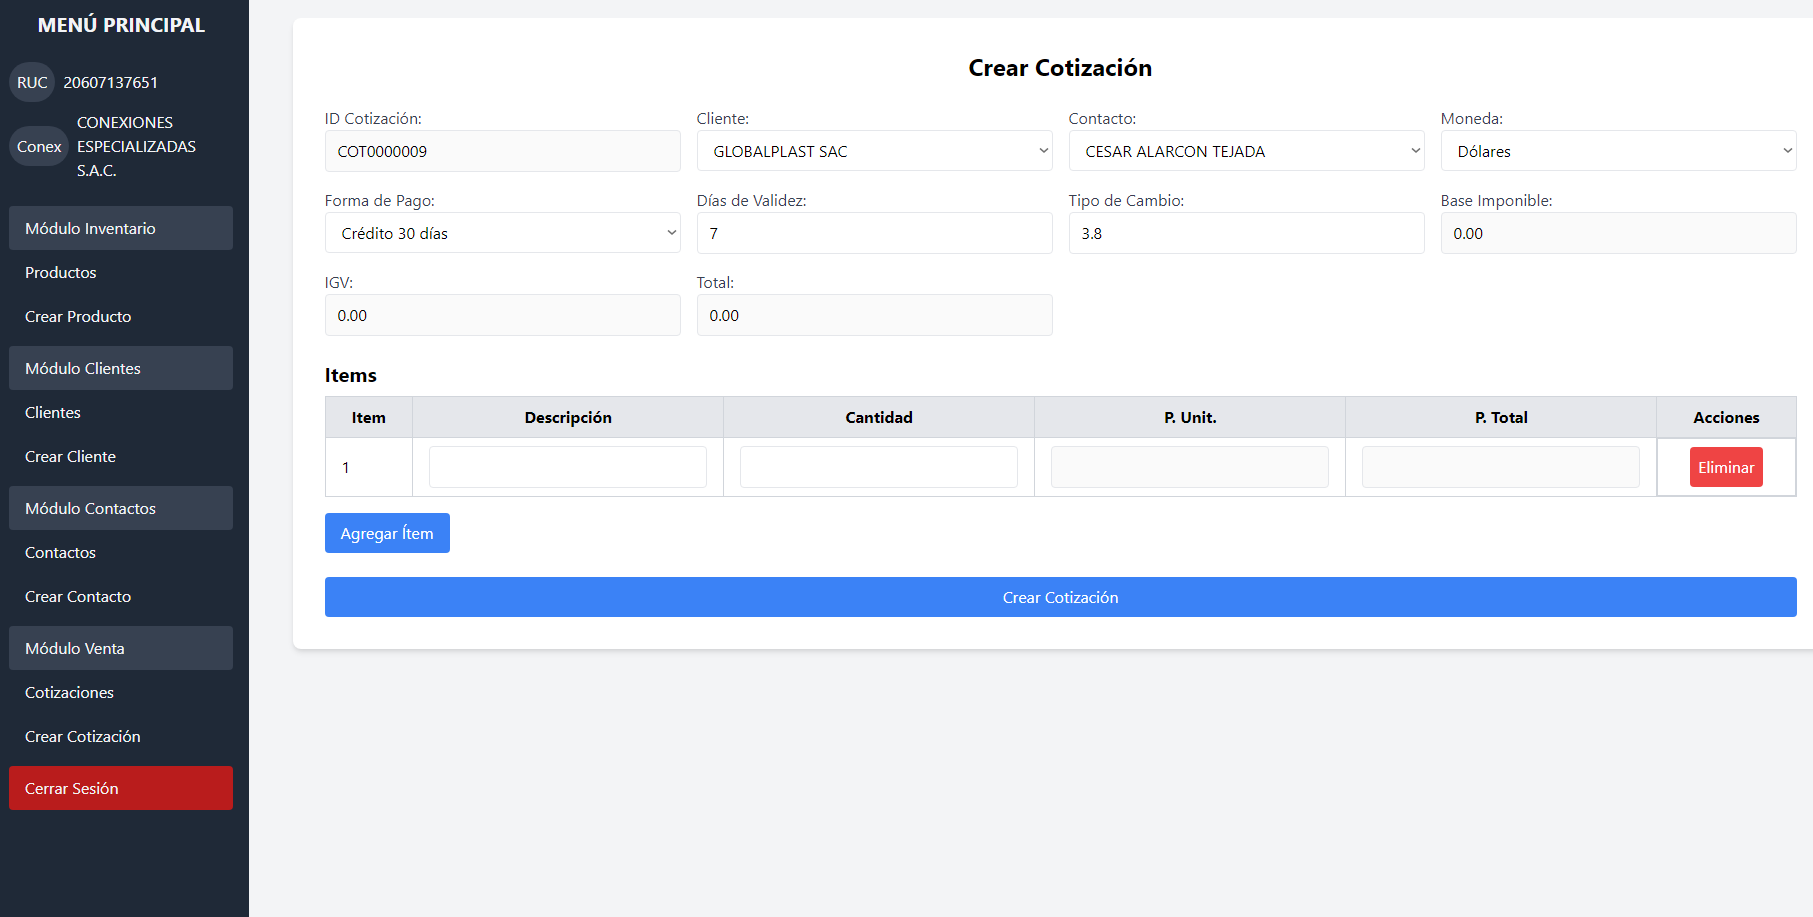 MENÚ PRINCIPAL
RUC 20607137651
Conex CONEXIONES
ESPECIALIZADAS
S.A.C.
Módulo Inventario
Productos
Crear Producto
Módulo Clientes
Clientes
Crear Cliente
Módulo Contactos
Contactos
Crear Contacto
Módulo Venta
Cotizaciones
Crear Cotización
Cerrar Sesión
Crear Cotización
ID Cotización: Cliente: Contacto: Moneda:
COT0000009 GLOBALPLAST SAC CESAR ALARCON TEJADA Dólares
Forma de Pago: Días de Validez: Tipo de Cambio: Base Imponible:
Crédito 30 días 7 3.8 0.00
IGV: Total:
0.00 0.00
Items
Item Descripción Cantidad P. Unit. P. Total Acciones
1 Eliminar
Agregar Ítem
Crear Cotización